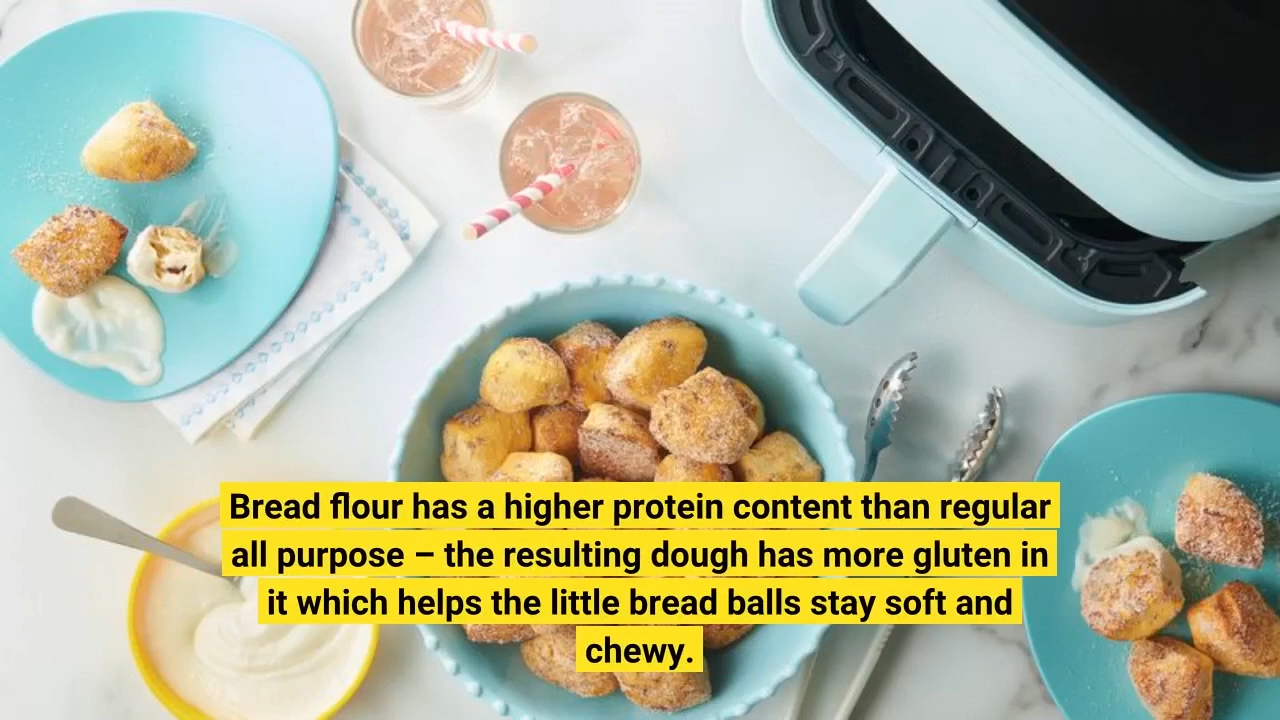 Bread flour has a higher protein content than regular
all purpose – the resulting dough has more gluten in
it which helps the little bread balls stay soft and
chewy.